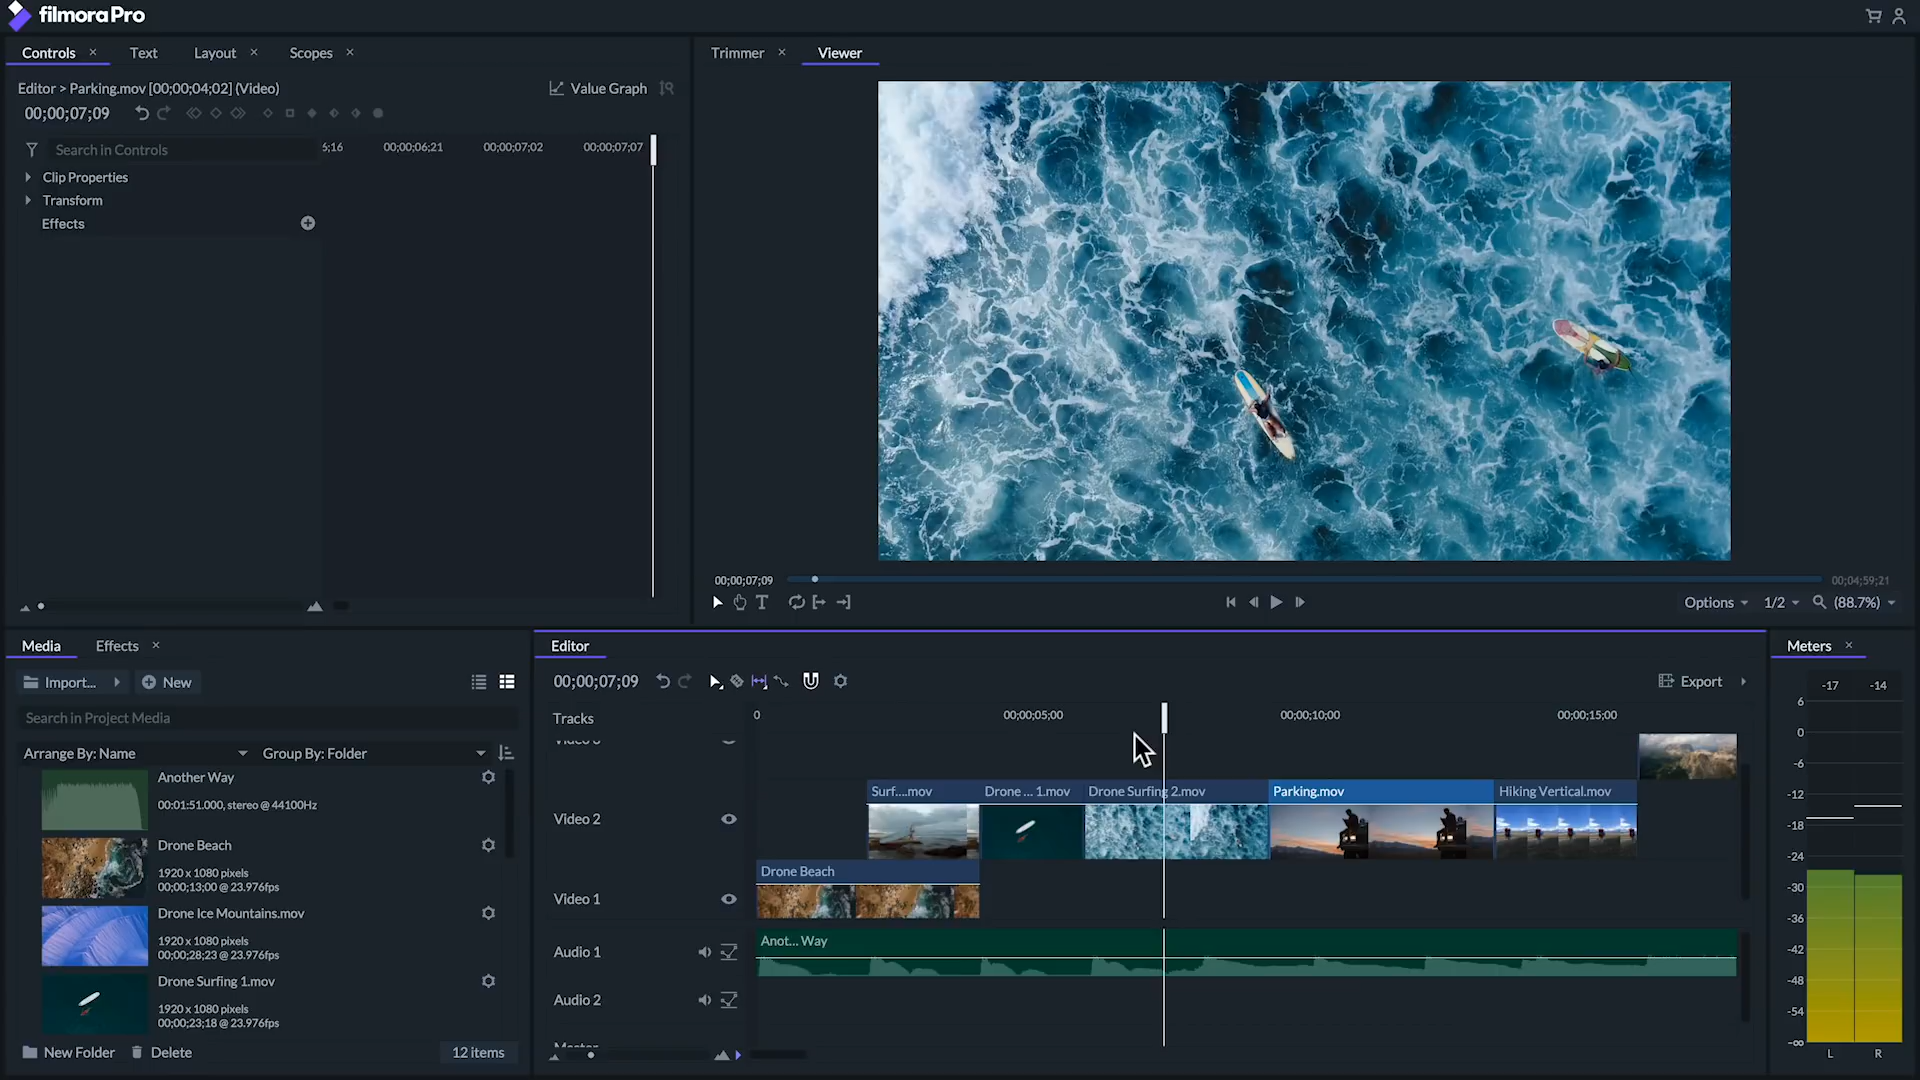 filmoraPro
Controls × Text Layout × Scopes ×
Editor > Parking.mov [00;00;04;02] (Video)
Value Graph
00;00;07;09
Search in Controls
5;16 00;00;06;21 00;00;07;02 00;00;07;07
Clip Properties
Transform
Effects
Trimmer × Viewer
00;00;07;09
00;04;59;21
T
Options 1/2 (88.7%)
Media Effects ×
Import... New
Search in Project Media
Arrange By: Name Group By: Folder
Another Way
00:01:51.000, stereo @ 44100Hz
Drone Beach
1920 x 1080 pixels
00;00;13;00 @ 23.976fps
Drone Ice Mountains.mov
1920 x 1080 pixels
00;00;28;23 @ 23.976fps
Drone Surfing 1.mov
1920 x 1080 pixels
00;00;23;18 @ 23.976fps
New Folder Delete 12 items
Editor
00;00;07;09
Export
Tracks
0 00;00;05;00 00;00;10;00 00;00;15;00
Surf....mov Drone ... 1.mov Drone Surfing 2.mov Parking.mov Hiking Vertical.mov
Video 2
Drone Beach
Video 1
Anot... Way
Audio 1
Audio 2
Meters ×
-17 -14
6
0
-6
-12
-18
-24
-30
-36
-42
-48
-54
-∞
L R